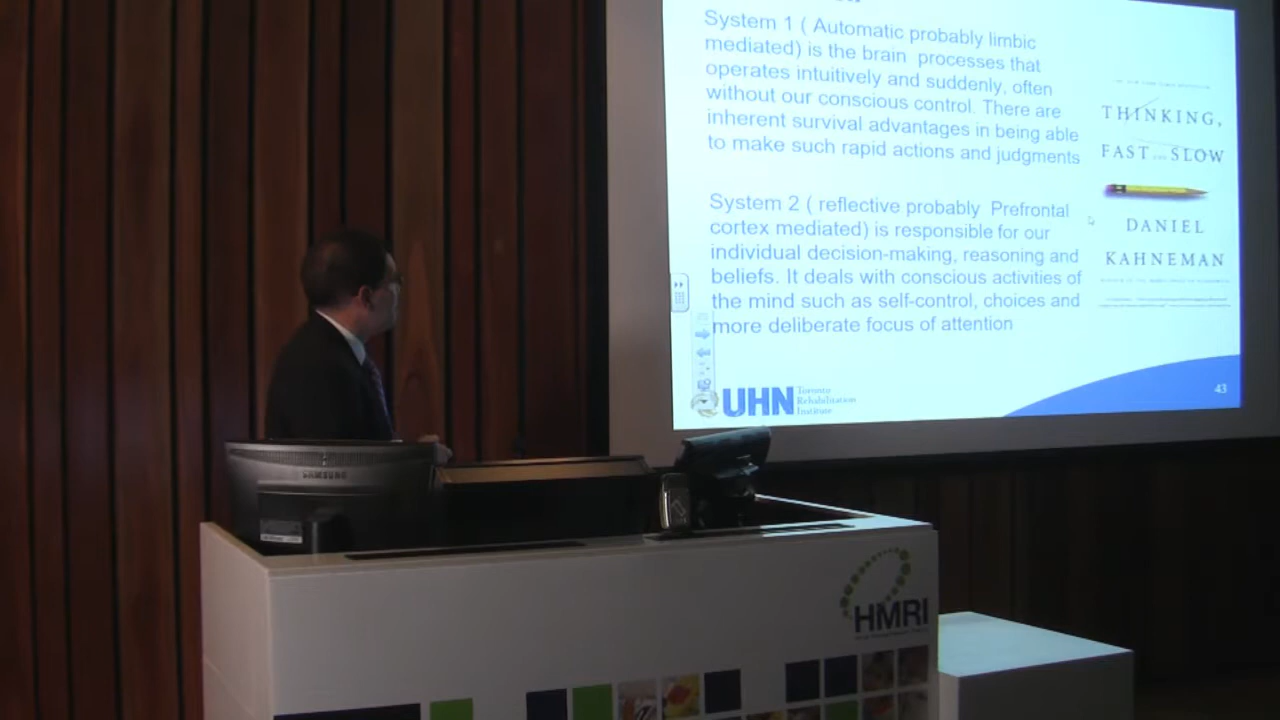 System 1 ( Automatic probably limbic
mediated) is the brain processes that
operates intuitively and suddenly, often
without our conscious control. There are
inherent survival advantages in being able
to make such rapid actions and judgments
System 2 ( reflective probably Prefrontal
cortex mediated) is responsible for our
individual decision-making, reasoning and
beliefs. It deals with conscious activities of
the mind such as self-control, choices and
more deliberate focus of attention
THINKING,
FAST AND SLOW
DANIEL
KAHNEMAN
UHN
Toronto
Rehabilitation
Institute
43
SAMSUNG
HMRI